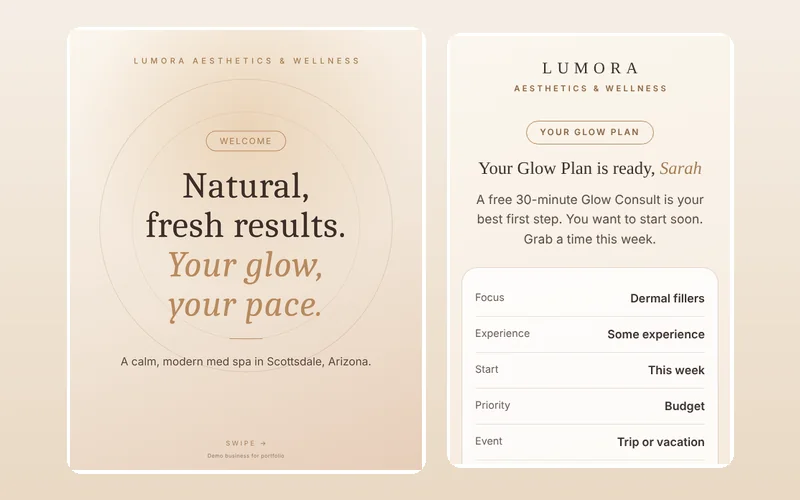 LUMORA AESTHETICS & WELLNESS
WELCOME
Natural,
fresh results.
Your glow,
your pace.
A calm, modern med spa in Scottsdale, Arizona.
SWIPE →
Demo business for portfolio
LUMORA
AESTHETICS & WELLNESS
YOUR GLOW PLAN
Your Glow Plan is ready, Sarah
A free 30-minute Glow Consult is your
best first step. You want to start soon.
Grab a time this week.
Focus Dermal fillers
Experience Some experience
Start This week
Priority Budget
Event Trip or vacation